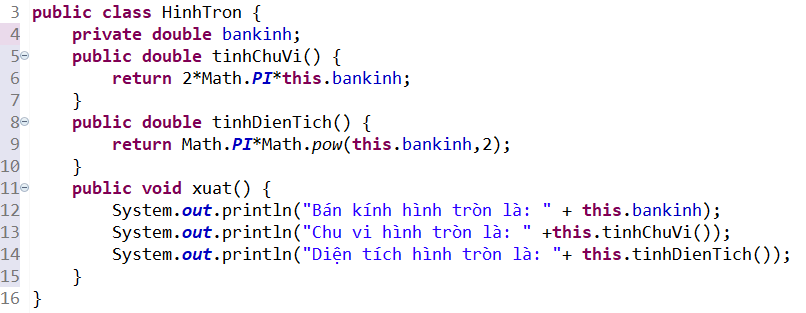 3 public class HinhTron {
4     private double bankinh;
5     public double tinhChuVi() {
6         return 2*Math.PI*this.bankinh;
7     }
8     public double tinhDienTich() {
9         return Math.PI*Math.pow(this.bankinh,2);
10     }
11     public void xuat() {
12         System.out.println("Bán kính hình tròn là: " + this.bankinh);
13         System.out.println("Chu vi hình tròn là: " +this.tinhChuVi());
14         System.out.println("Diện tích hình tròn là: "+ this.tinhDienTich());
15     }
16 }